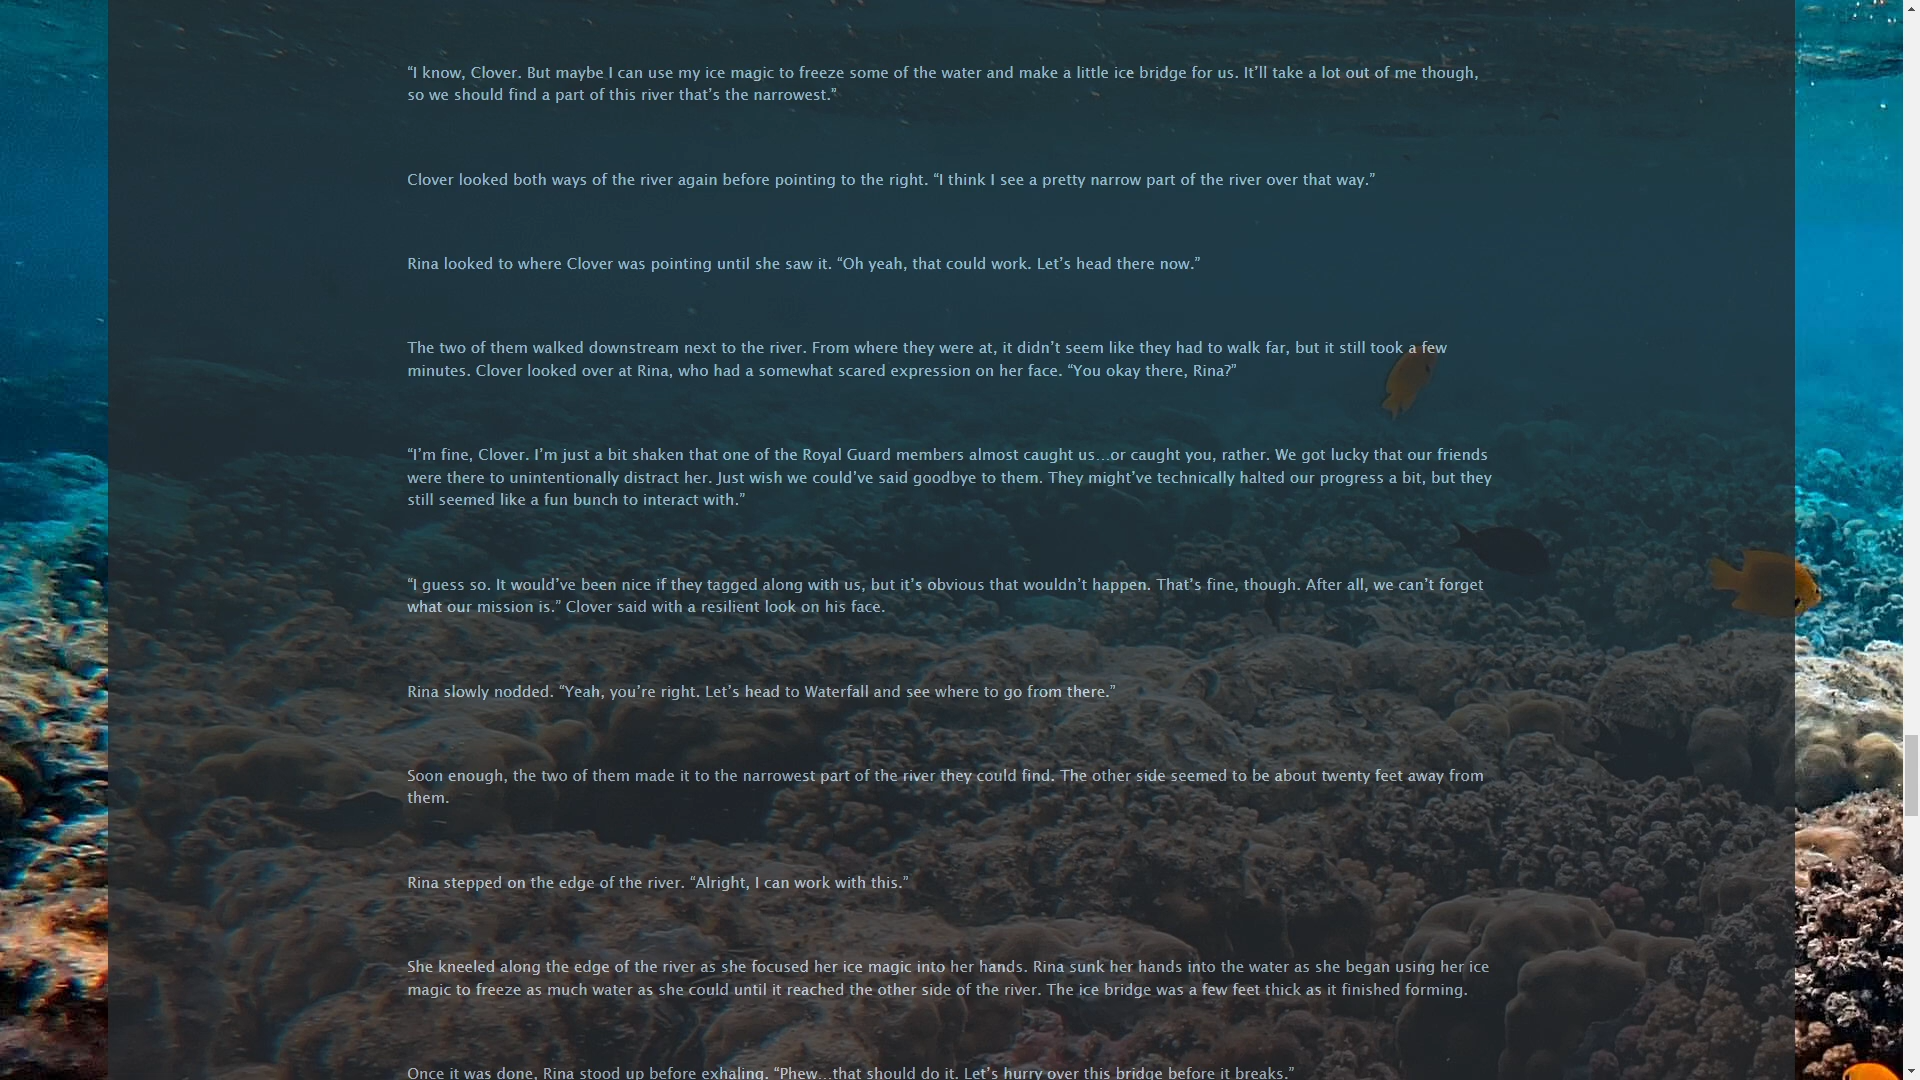 “I know, Clover. But maybe I can use my ice magic to freeze some of the water and make a little ice bridge for us. It’ll take a lot out of me though,
so we should find a part of this river that’s the narrowest.”
Clover looked both ways of the river again before pointing to the right. “I think I see a pretty narrow part of the river over that way.”
Rina looked to where Clover was pointing until she saw it. “Oh yeah, that could work. Let’s head there now.”
The two of them walked downstream next to the river. From where they were at, it didn’t seem like they had to walk far, but it still took a few
minutes. Clover looked over at Rina, who had a somewhat scared expression on her face. “You okay there, Rina?”
“I’m fine, Clover. I’m just a bit shaken that one of the Royal Guard members almost caught us…or caught you, rather. We got lucky that our friends
were there to unintentionally distract her. Just wish we could’ve said goodbye to them. They might’ve technically halted our progress a bit, but they
still seemed like a fun bunch to interact with.”
“I guess so. It would’ve been nice if they tagged along with us, but it’s obvious that wouldn’t happen. That’s fine, though. After all, we can’t forget
what our mission is.” Clover said with a resilient look on his face.
Rina slowly nodded. “Yeah, you’re right. Let’s head to Waterfall and see where to go from there.”
Soon enough, the two of them made it to the narrowest part of the river they could find. The other side seemed to be about twenty feet away from
them.
Rina stepped on the edge of the river. “Alright, I can work with this.”
She kneeled along the edge of the river as she focused her ice magic into her hands. Rina sunk her hands into the water as she began using her ice
magic to freeze as much water as she could until it reached the other side of the river. The ice bridge was a few feet thick as it finished forming.
Once it was done, Rina stood up before exhaling. “Phew…that should do it. Let’s hurry over this bridge before it breaks.”